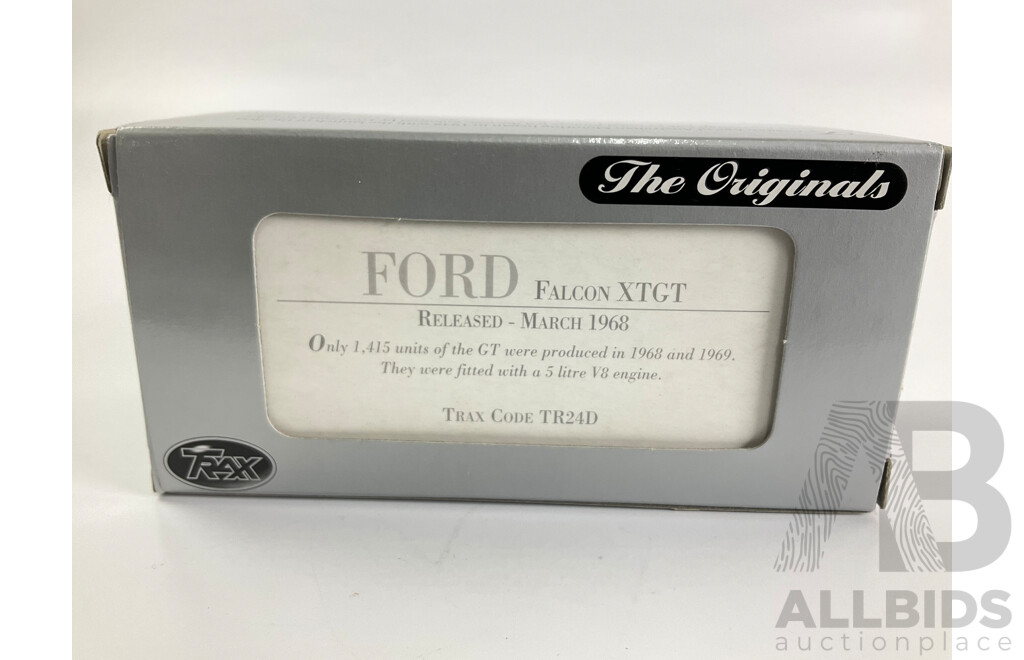 The Originals
FORD FALCON XTGT
RELEASED - MARCH 1968
Only 1,415 units of the GT were produced in 1968 and 1969.
They were fitted with a 5 litre V8 engine.
TRAX CODE TR24D
TRAX
AB
ALLBIDS
auctionplace